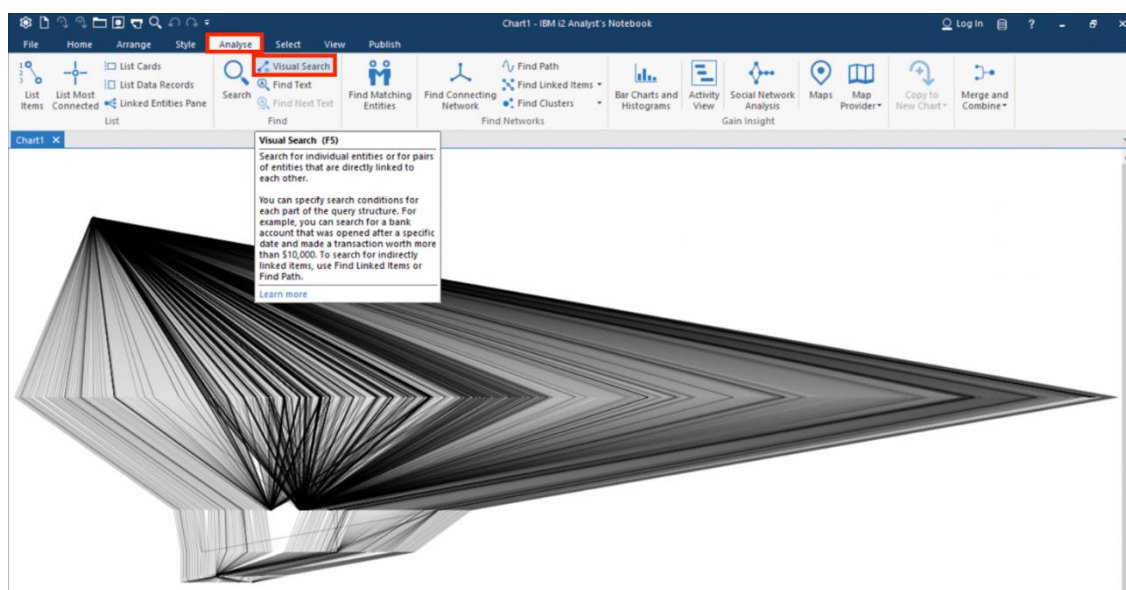 Chart1 - IBM i2 Analyst's Notebook
Log In
?
File Home Arrange Style Analyse Select View Publish
List Items
List Most Connected
List Cards
List Data Records
Linked Entities Pane
List
Search
Visual Search
Find Text
Find Next Text
Find
Find Matching Entities
Find Connecting Network
Find Path
Find Linked Items
Find Clusters
Find Networks
Bar Charts and Histograms
Activity View
Social Network Analysis
Gain Insight
Maps
Map Provider
Copy to New Chart
Merge and Combine
Chart1
Visual Search (F5)
Search for individual entities or for pairs
of entities that are directly linked to
each other.
You can specify search conditions for
each part of the query structure. For
example, you can search for a bank
account that was opened after a specific
date and made a transaction worth more
than $10,000. To search for indirectly
linked items, use Find Linked Items or
Find Path.
Learn more